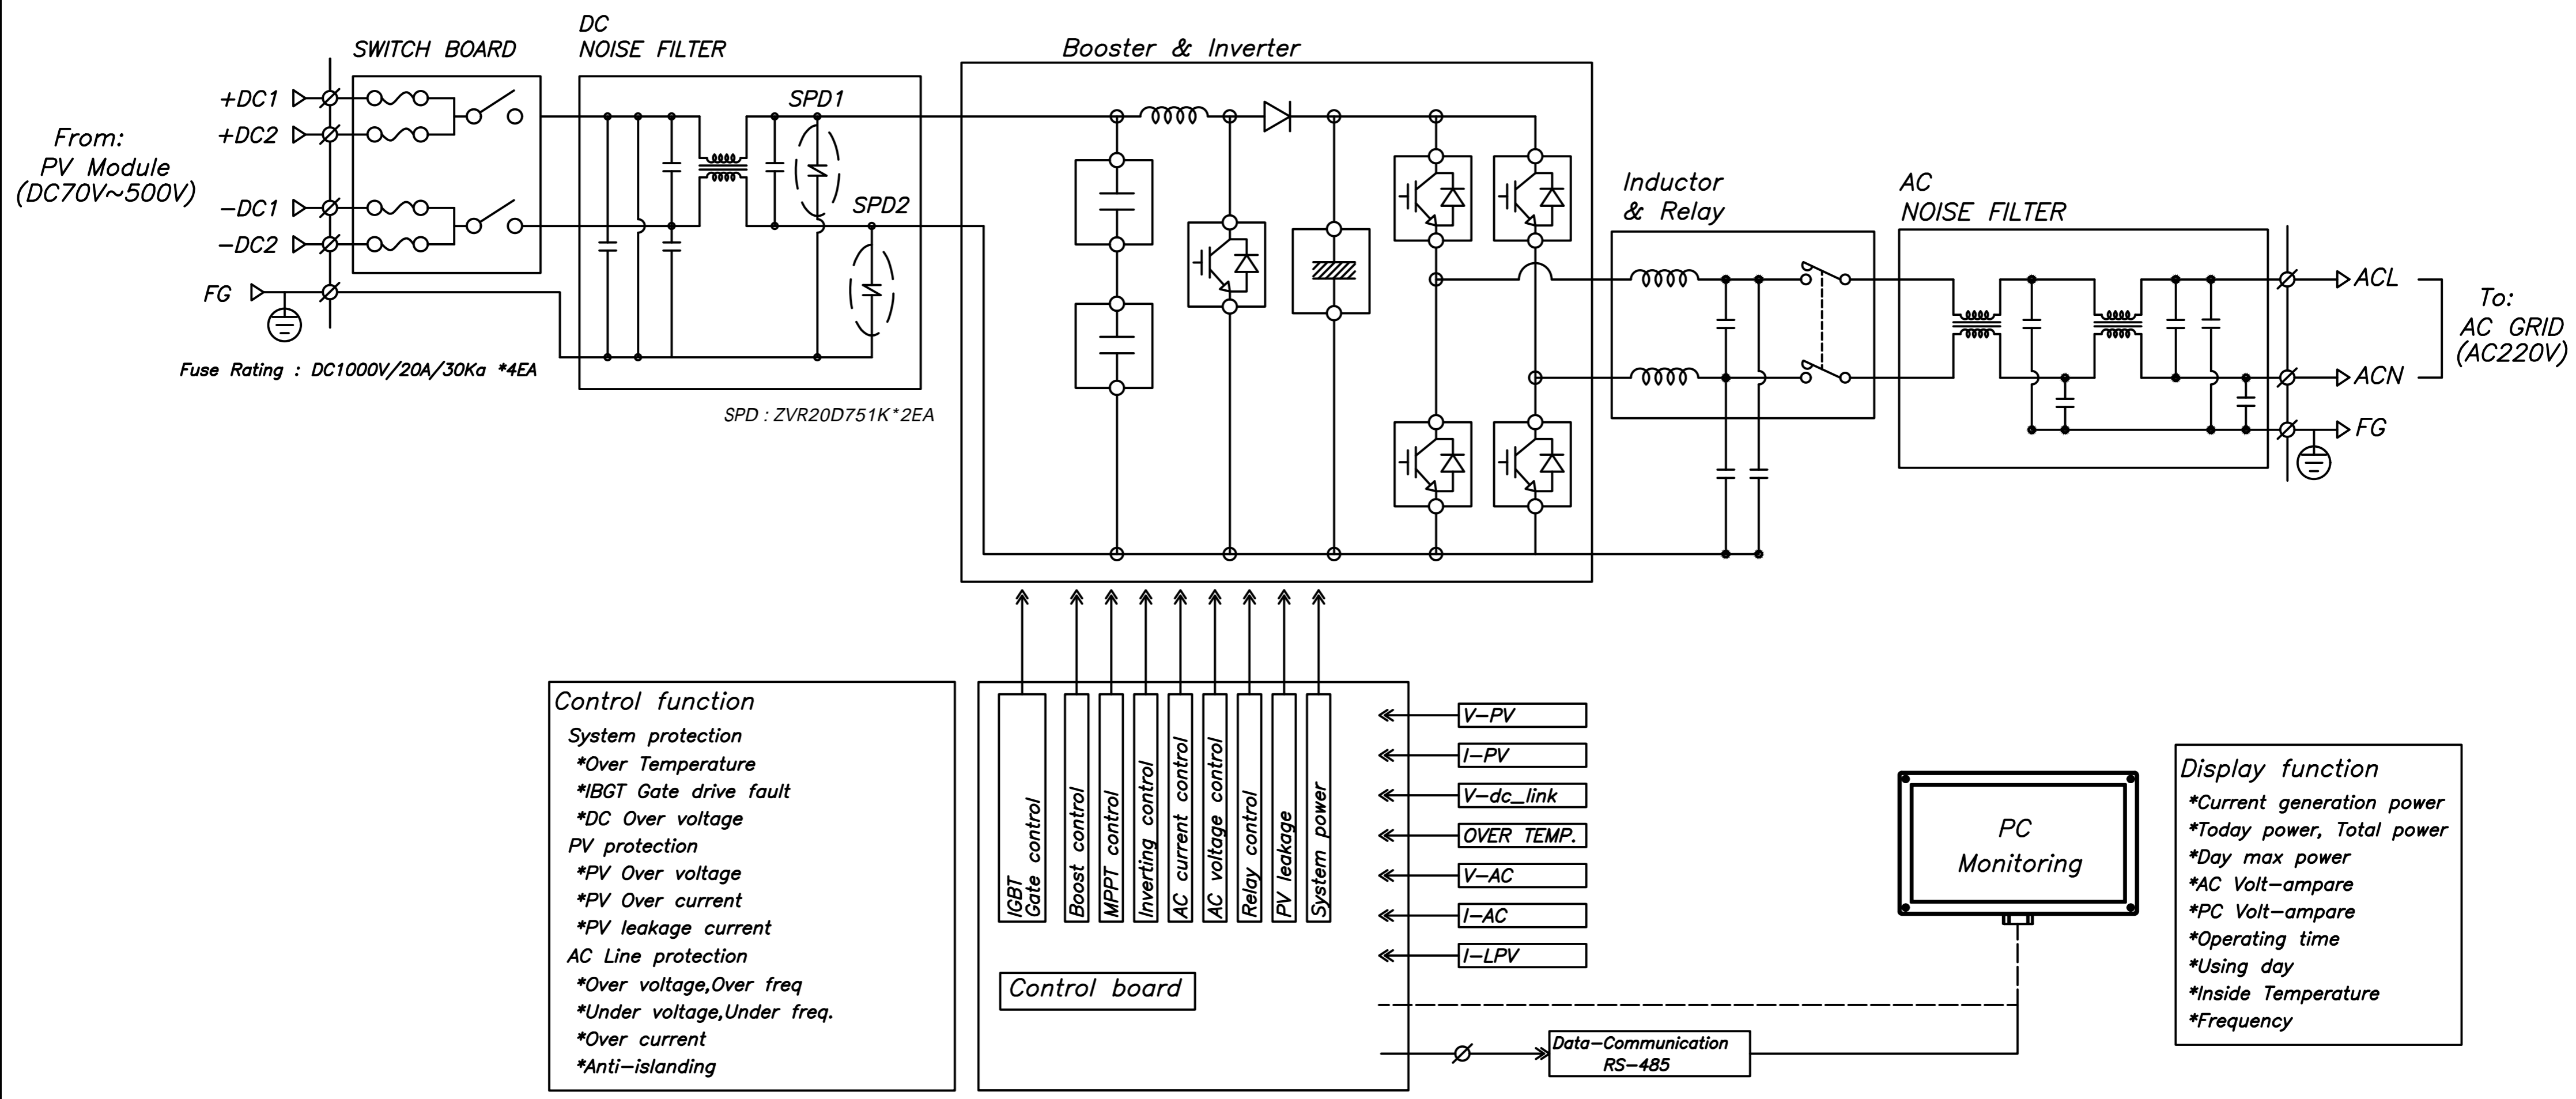 SWITCH BOARD
DC
NOISE FILTER
Booster & Inverter
+DC1
+DC2
From:
PV Module
(DC70V~500V)
-DC1
-DC2
FG
Fuse Rating : DC1000V/20A/30Ka *4EA
SPD1
SPD2
SPD : ZVR20D751K*2EA
Inductor
& Relay
AC
NOISE FILTER
ACL
ACN
FG
To:
AC GRID
(AC220V)
Control function
System protection
*Over Temperature
*IBGT Gate drive fault
*DC Over voltage
PV protection
*PV Over voltage
*PV Over current
*PV leakage current
AC Line protection
*Over voltage,Over freq
*Under voltage,Under freq.
*Over current
*Anti-islanding
IGBT
Gate control
Boost control
MPPT control
Inverting control
AC current control
AC voltage control
Relay control
PV leakage
System power
Control board
V-PV
I-PV
V-dc_link
OVER TEMP.
V-AC
I-AC
I-LPV
Data-Communication
RS-485
PC
Monitoring
Display function
*Current generation power
*Today power, Total power
*Day max power
*AC Volt-ampare
*PC Volt-ampare
*Operating time
*Using day
*Inside Temperature
*Frequency